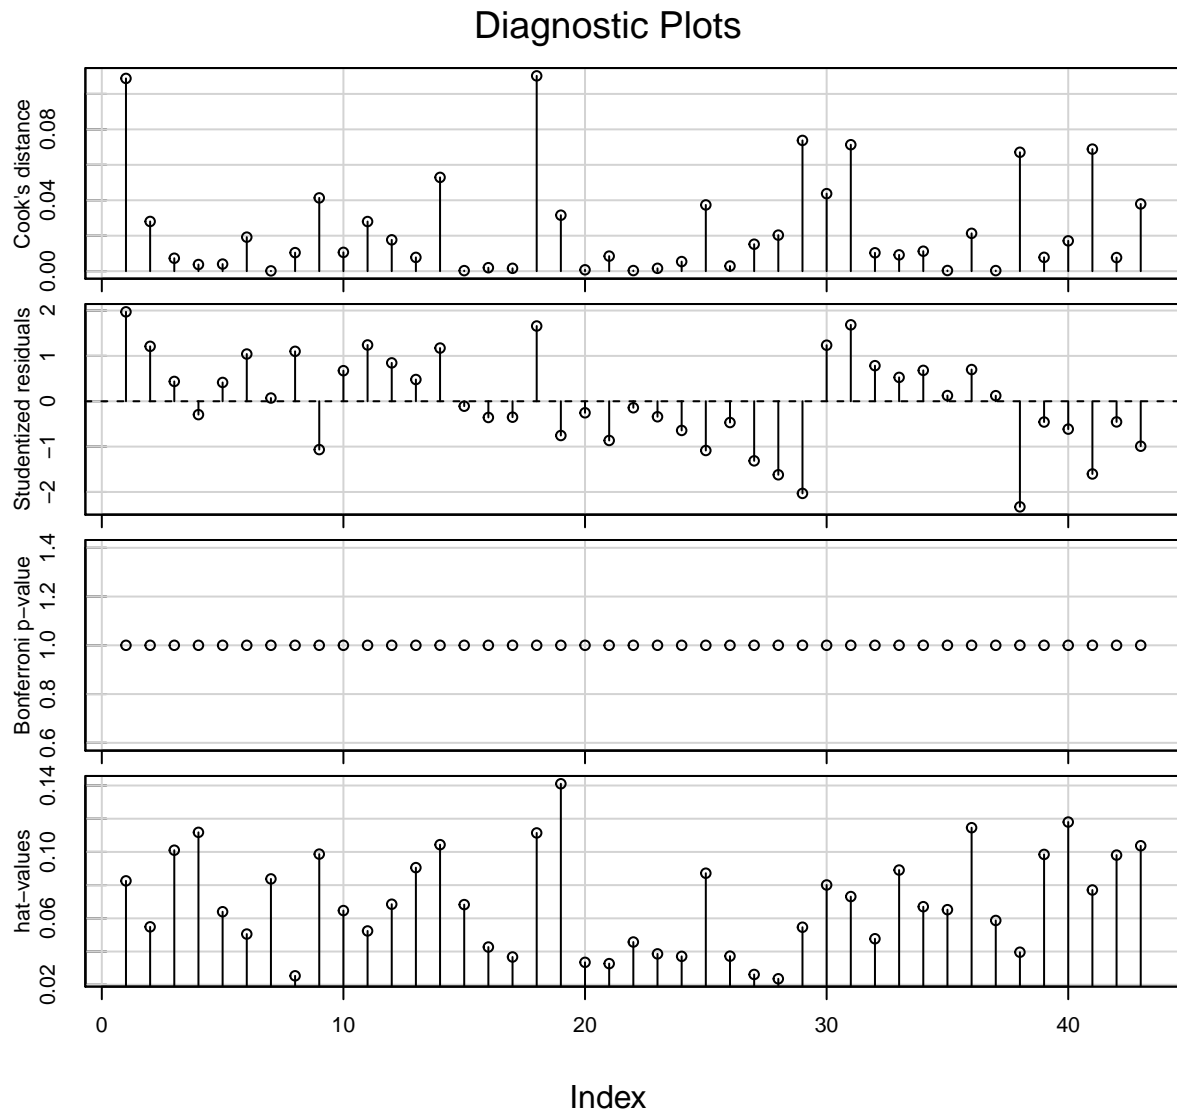 Diagnostic Plots
Cook's distance
0.00 0.04 0.08
Studentized residuals
−2 −1 0 1 2
Bonferroni p−value
0.6 0.8 1.0 1.2 1.4
hat−values
0.02 0.06 0.10 0.14
0 10 20 30 40
Index